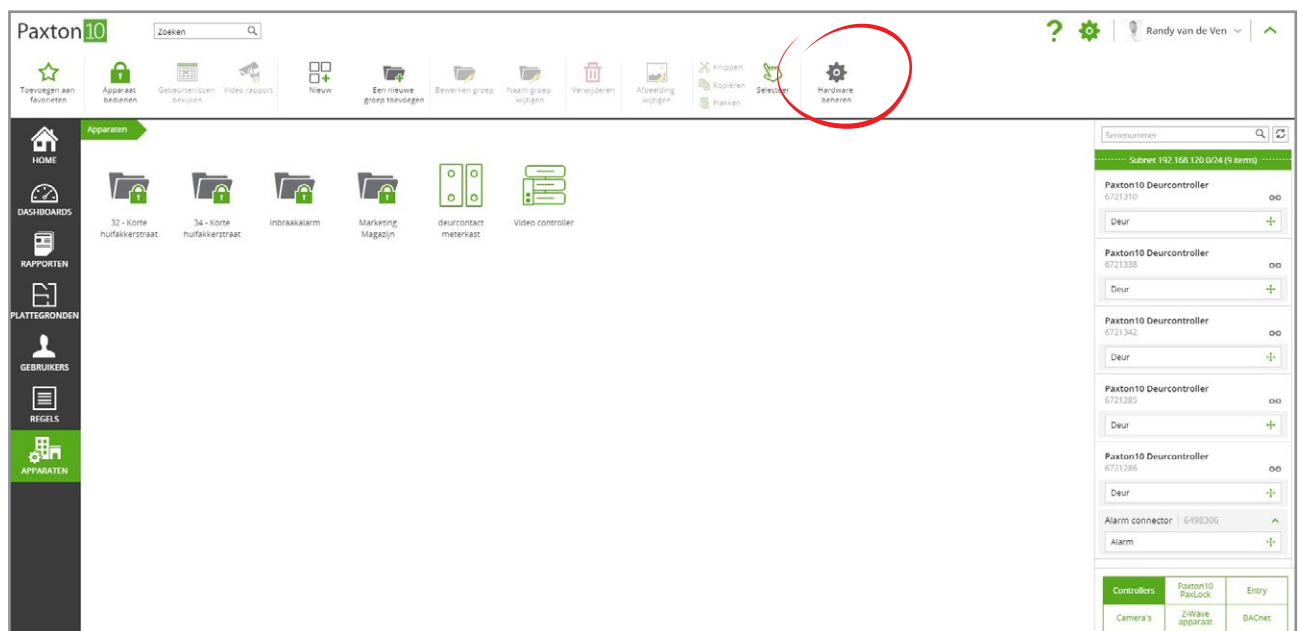 Paxton10
Zoeken
Randy van de Ven
Toevoegen aan
favorieten
Apparaat
bedienen
Gebeurtenissen
bekijken
Video rapport
Nieuw
Een nieuwe
groep toevoegen
Bewerken groep
Naam groep
wijzigen
Verwijderen
Afbeelding
wijzigen
Knippen
Kopiëren
Plakken
Selecteer
Hardware
beheren
HOME
DASHBOARDS
RAPPORTEN
PLATTEGRONDEN
GEBRUIKERS
REGELS
APPARATEN
Apparaten
32 - Korte
huifakkerstraat
34 - Korte
huifakkerstraat
Inbraakalarm
Marketing
Magazijn
deurcontact
meterkast
Video controller
Serienummer
Subnet 192.168.120.0/24 (9 items)
Paxton10 Deurcontroller
6721310
Deur
Paxton10 Deurcontroller
6721338
Deur
Paxton10 Deurcontroller
6721342
Deur
Paxton10 Deurcontroller
6721285
Deur
Paxton10 Deurcontroller
6721286
Deur
Alarm connector | 6498306
Alarm
Controllers
Paxton10
PaxLock
Entry
Camera's
Z-Wave
apparaat
BACnet